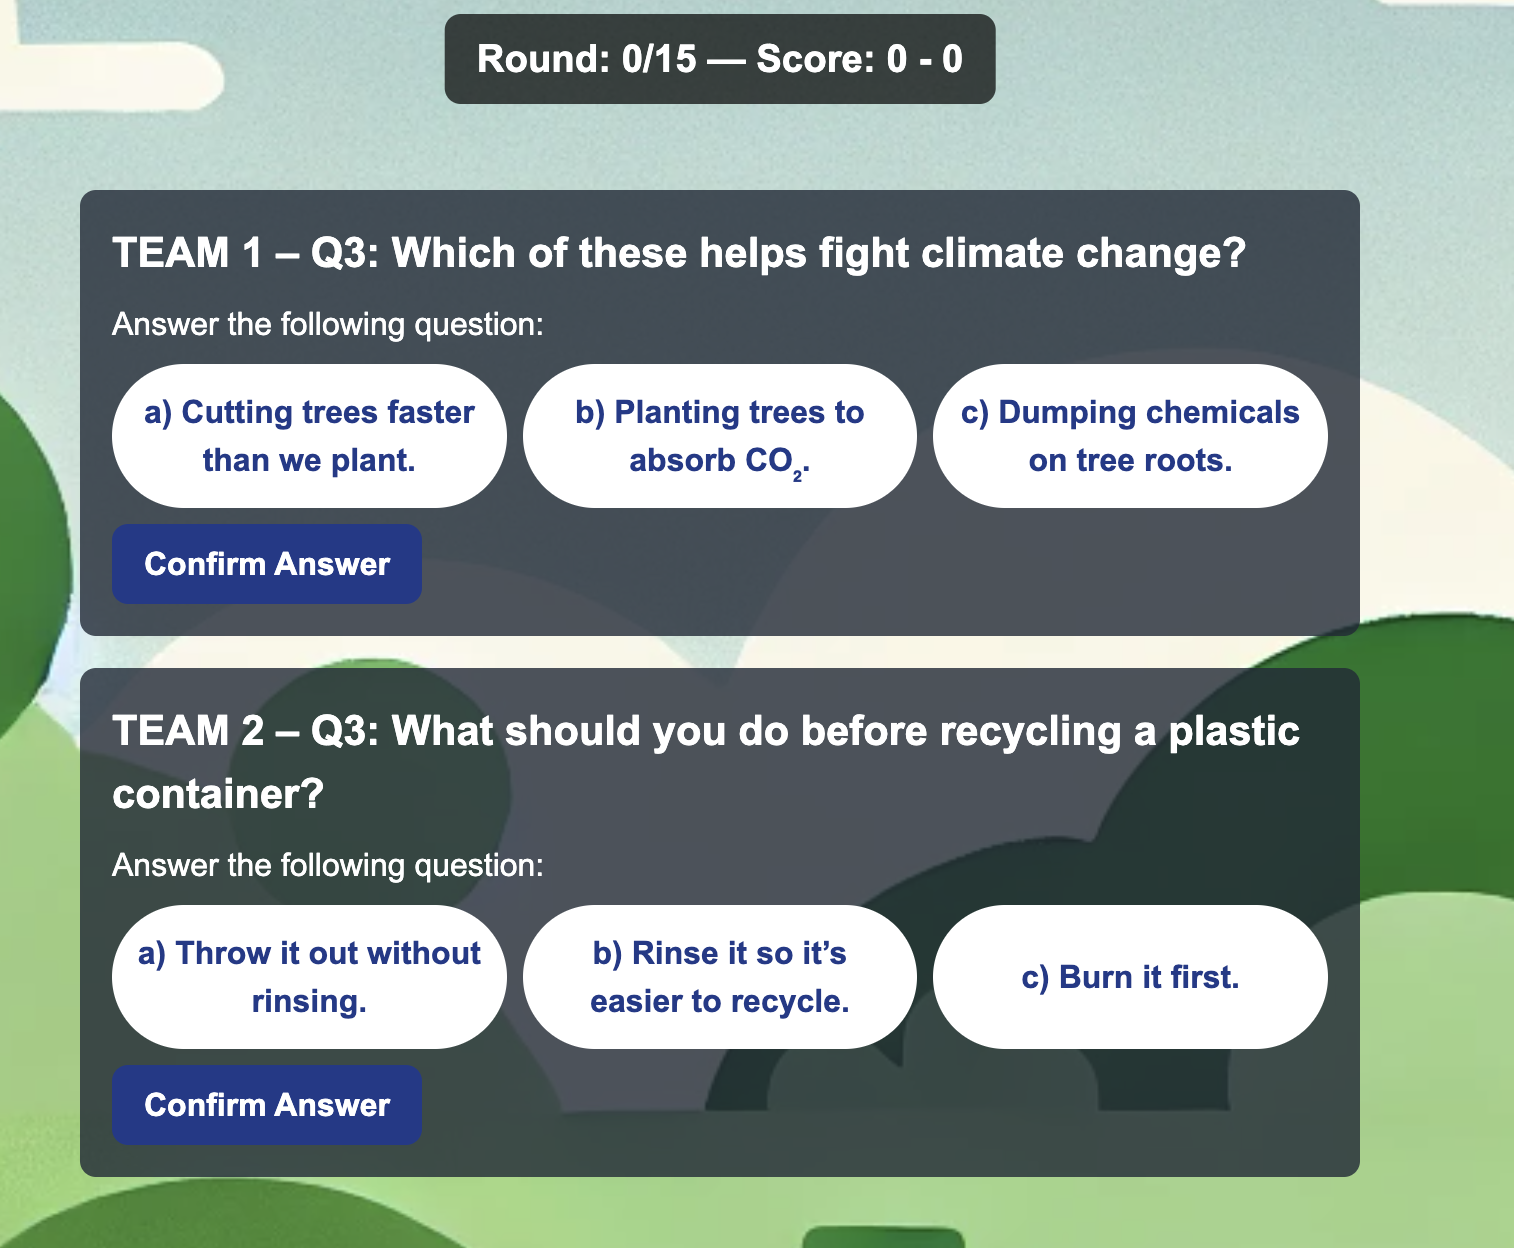 Round: 0/15 — Score: 0 - 0
TEAM 1 – Q3: Which of these helps fight climate change?
Answer the following question:
a) Cutting trees faster
than we plant.
b) Planting trees to
absorb CO₂.
c) Dumping chemicals
on tree roots.
Confirm Answer
TEAM 2 – Q3: What should you do before recycling a plastic
container?
Answer the following question:
a) Throw it out without
rinsing.
b) Rinse it so it’s
easier to recycle.
c) Burn it first.
Confirm Answer